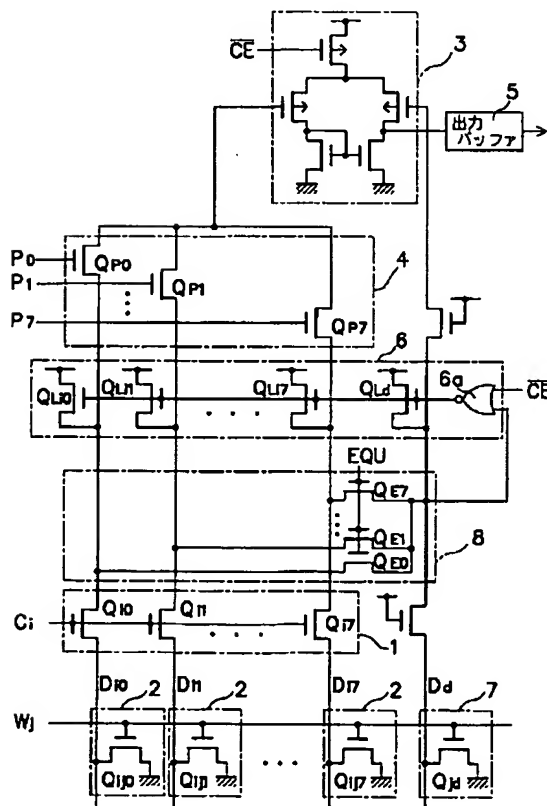 CE
3
5
出力
バッファ
P0
QP0
4
P1
QP1
P7
QP7
6
QLi0
QLi1
QLi7
QLd
6a
CE
EQU
QE7
QE1
QE0
8
Ci
Qi0
Qi1
Qi7
1
Di0
2
Di1
2
Di7
2
Dd
7
Wj
Qij0
Qij1
Qij7
Qjd